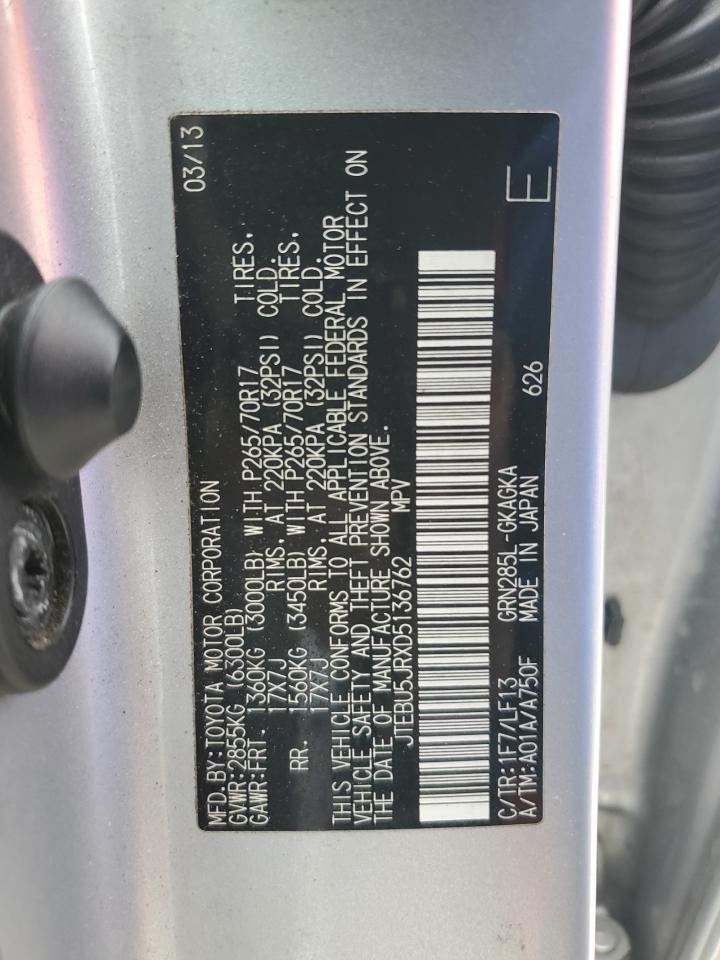 MFD.BY:TOYOTA MOTOR CORPORATION 03/13
GVWR:2855KG (6300LB)
GAWR:FRT. 1360KG (3000LB) WITH P265/70R17 TIRES,
17X7J RIMS, AT 220KPA (32PSI) COLD.
RR. 1560KG (3450LB) WITH P265/70R17 TIRES,
17X7J RIMS, AT 220KPA (32PSI) COLD.
THIS VEHICLE CONFORMS TO ALL APPLICABLE FEDERAL MOTOR
VEHICLE SAFETY AND THEFT PREVENTION STANDARDS IN EFFECT ON
THE DATE OF MANUFACTURE SHOWN ABOVE.
JTEBU5JRXD5136762 MPV
C/TR:1F7/LF13 GRN285L-GKAGKA E
A/TM:A01A/A750F MADE IN JAPAN 626